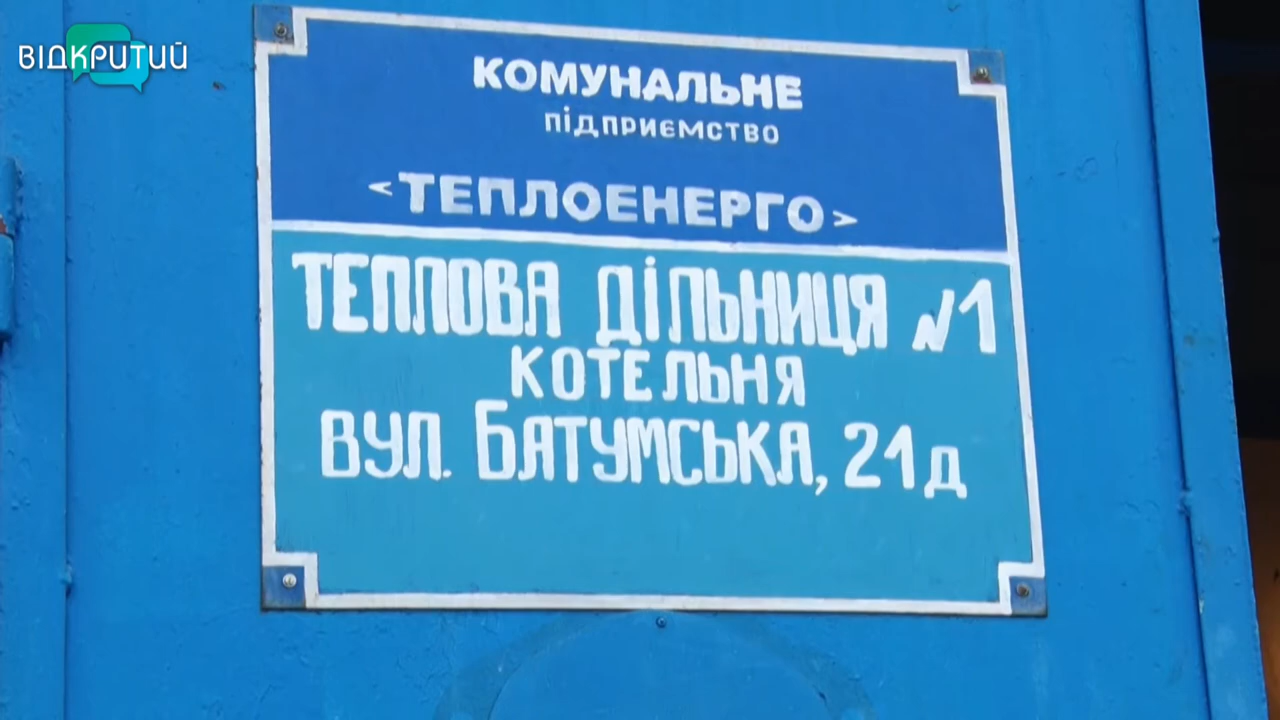 ВІДКРИТИЙ
КОМУНАЛЬНЕ
ПІДПРИЄМСТВО
<ТЕПЛОЕНЕРГО>
ТЕПЛОВА ДІЛЬНИЦЯ №1
КОТЕЛЬНЯ
ВУЛ. БАТУМСЬКА, 21д